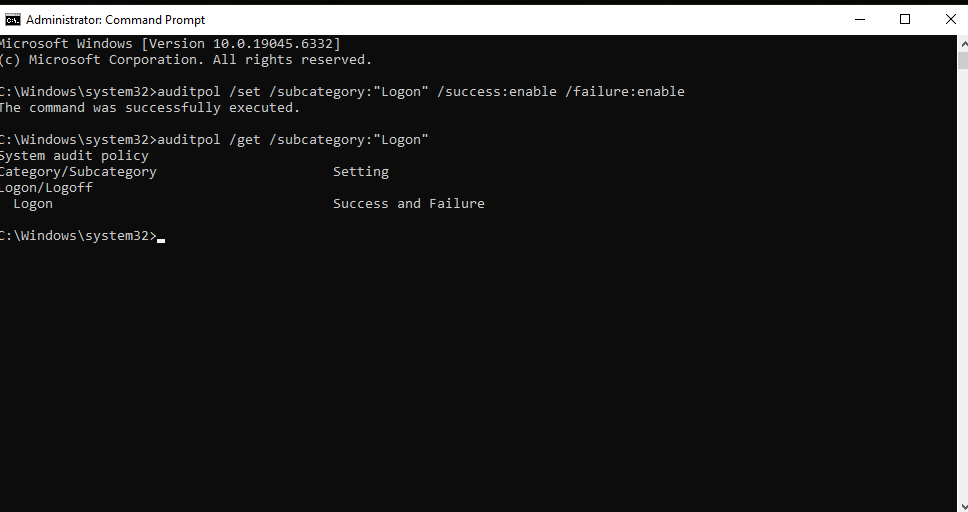 Administrator: Command Prompt
Microsoft Windows [Version 10.0.19045.6332]
(c) Microsoft Corporation. All rights reserved.
C:\Windows\system32>auditpol /set /subcategory:"Logon" /success:enable /failure:enable
The command was successfully executed.
C:\Windows\system32>auditpol /get /subcategory:"Logon"
System audit policy
Category/Subcategory                      Setting
Logon/Logoff
  Logon                                   Success and Failure
C:\Windows\system32>